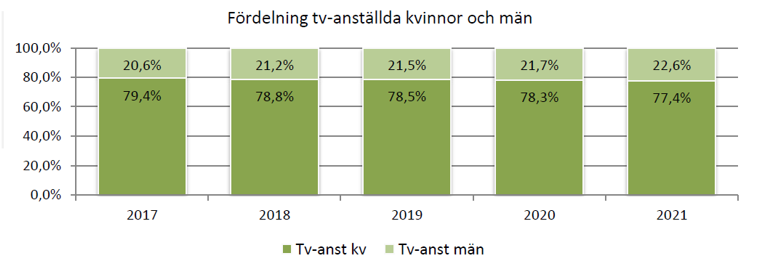 Fördelning tv-anställda kvinnor och män
100,0%
80,0%
60,0%
40,0%
20,0%
0,0%
20,6% 21,2% 21,5% 21,7% 22,6%
79,4% 78,8% 78,5% 78,3% 77,4%
2017 2018 2019 2020 2021
Tv-anst kv Tv-anst män